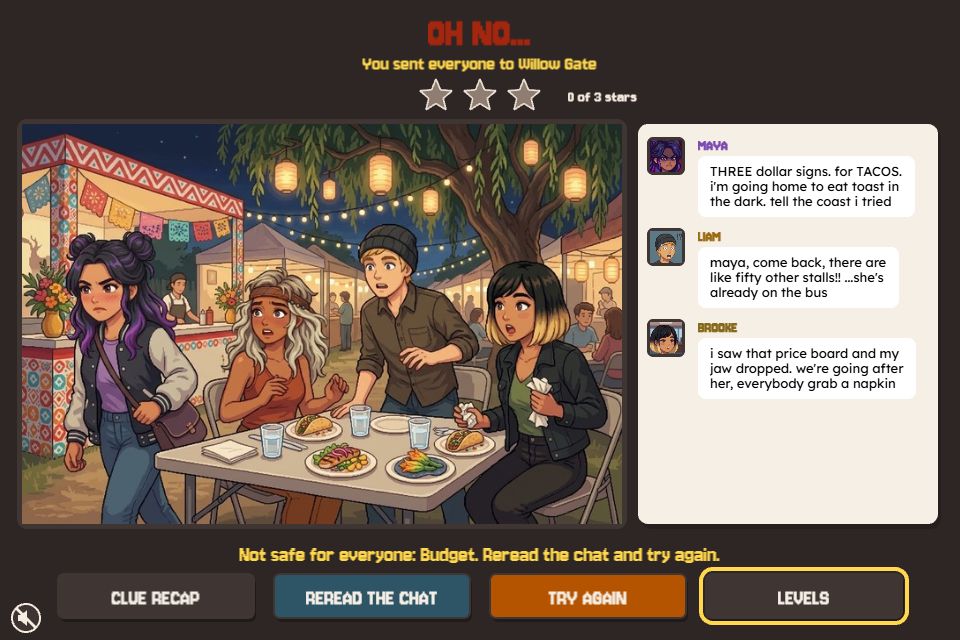 OH NO...
You sent everyone to Willow Gate
0 of 3 stars
MAYA
THREE dollar signs. for TACOS.
i'm going home to eat toast in
the dark. tell the coast i tried
LIAM
maya, come back, there are
like fifty other stalls!! ...she's
already on the bus
BROOKE
i saw that price board and my
jaw dropped. we're going after
her, everybody grab a napkin
Not safe for everyone: Budget. Reread the chat and try again.
CLUE RECAP
REREAD THE CHAT
TRY AGAIN
LEVELS